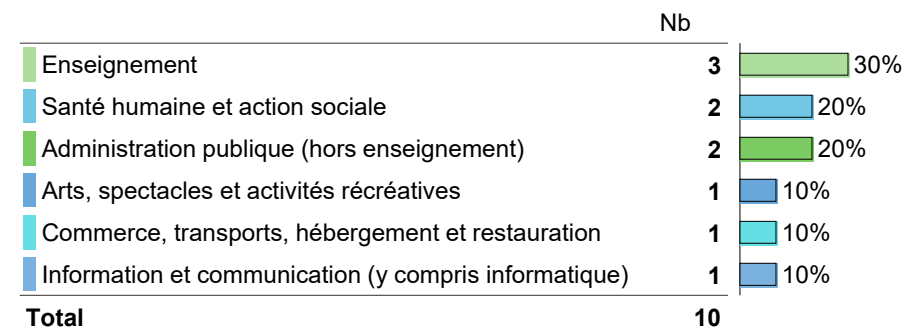 Nb
Enseignement 3 30%
Santé humaine et action sociale 2 20%
Administration publique (hors enseignement) 2 20%
Arts, spectacles et activités récréatives 1 10%
Commerce, transports, hébergement et restauration 1 10%
Information et communication (y compris informatique) 1 10%
Total 10